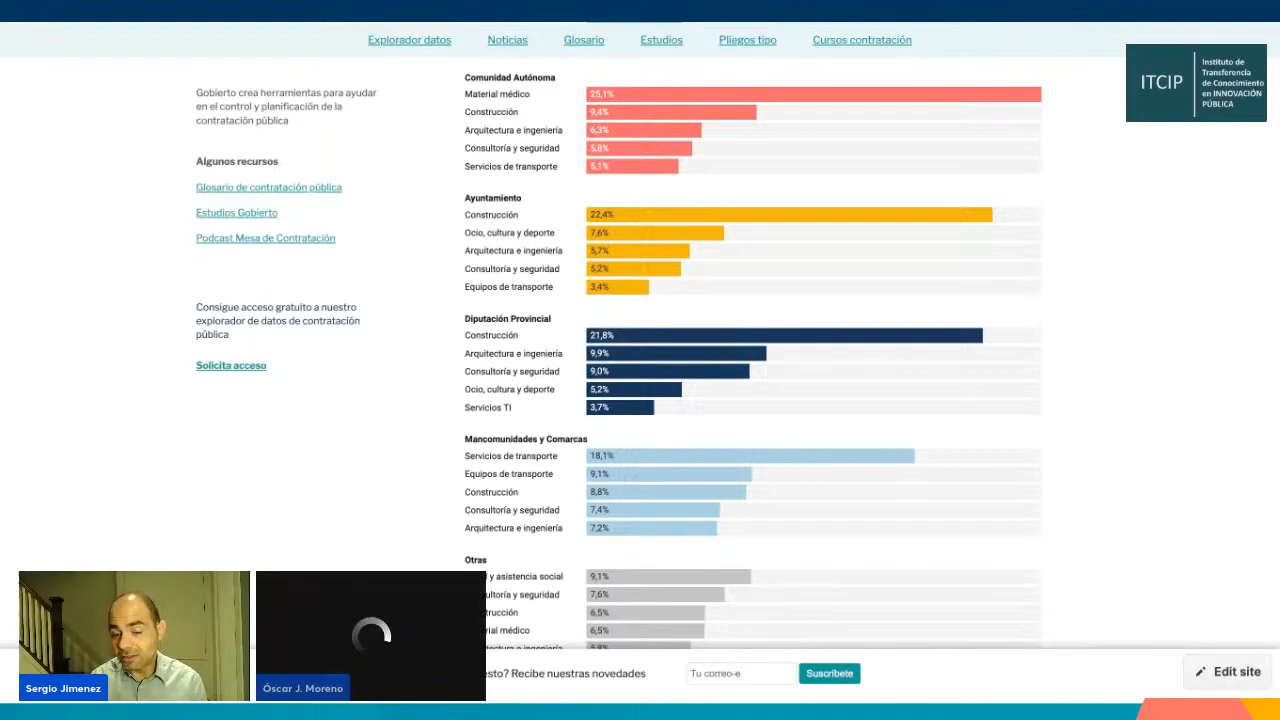 Explorador datos
Noticias
Glosario
Estudios
Pliegos tipo
Cursos contratación
ITCIP
Instituto de
Transferencia
de Conocimiento
en INNOVACIÓN
PÚBLICA
Gobierto crea herramientas para ayudar
en el control y planificación de la
contratación pública
Algunos recursos
Glosario de contratación pública
Estudios Gobierto
Podcast Mesa de Contratación
Consigue acceso gratuito a nuestro
explorador de datos de contratación
pública
Solicita acceso
Comunidad Autónoma
Material médico 25,1%
Construcción 9,4%
Arquitectura e ingeniería 6,3%
Consultoría y seguridad 5,8%
Servicios de transporte 5,1%
Ayuntamiento
Construcción 22,4%
Ocio, cultura y deporte 7,6%
Arquitectura e ingeniería 5,7%
Consultoría y seguridad 5,2%
Equipos de transporte 3,4%
Diputación Provincial
Construcción 21,8%
Arquitectura e ingeniería 9,9%
Consultoría y seguridad 9,0%
Ocio, cultura y deporte 5,2%
Servicios TI 3,7%
Mancomunidades y Comarcas
Servicios de transporte 18,1%
Equipos de transporte 9,1%
Construcción 8,8%
Consultoría y seguridad 7,4%
Arquitectura e ingeniería 7,2%
Otras
y asistencia social 9,1%
y seguridad 7,6%
6,5%
médico 6,5%
e ingeniería 5,8%
Recibe nuestras novedades
Tu correo-e
Suscríbete
Edit site
Sergio Jimenez
Óscar J. Moreno